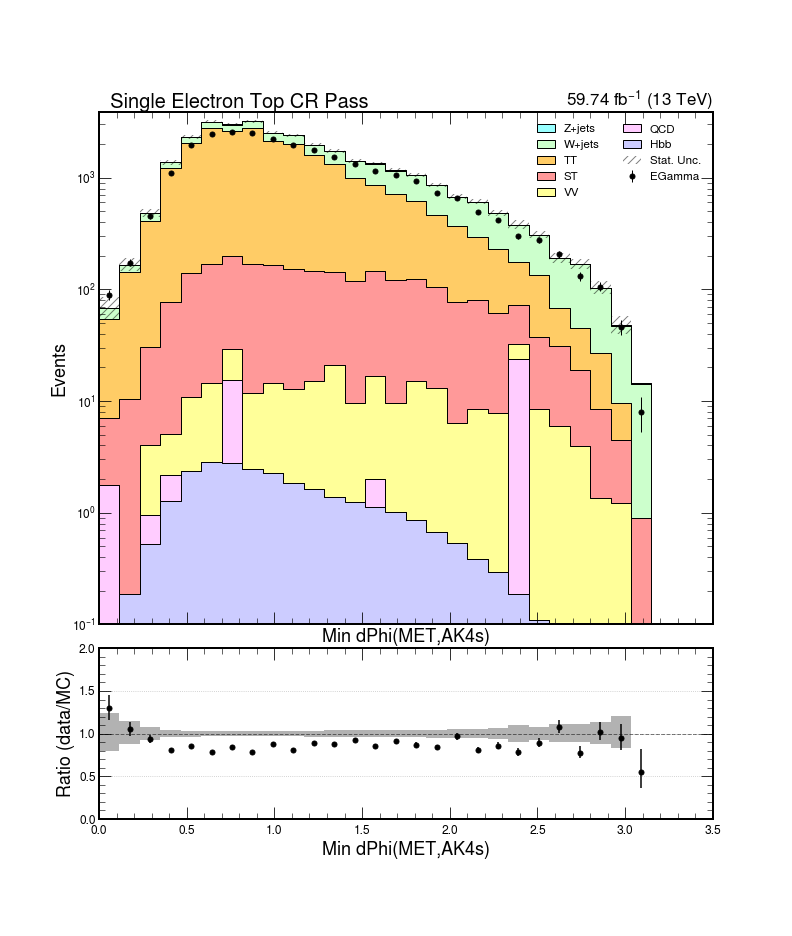 Single Electron Top CR Pass
59.74 fb⁻¹ (13 TeV)
Z+jets
W+jets
TT
ST
VV
QCD
Hbb
Stat. Unc.
EGamma
Events
10³
10²
10¹
10⁰
10⁻¹
Min dPhi(MET,AK4s)
Ratio (data/MC)
2.0
1.5
1.0
0.5
0.0
0.0 0.5 1.0 1.5 2.0 2.5 3.0 3.5
Min dPhi(MET,AK4s)